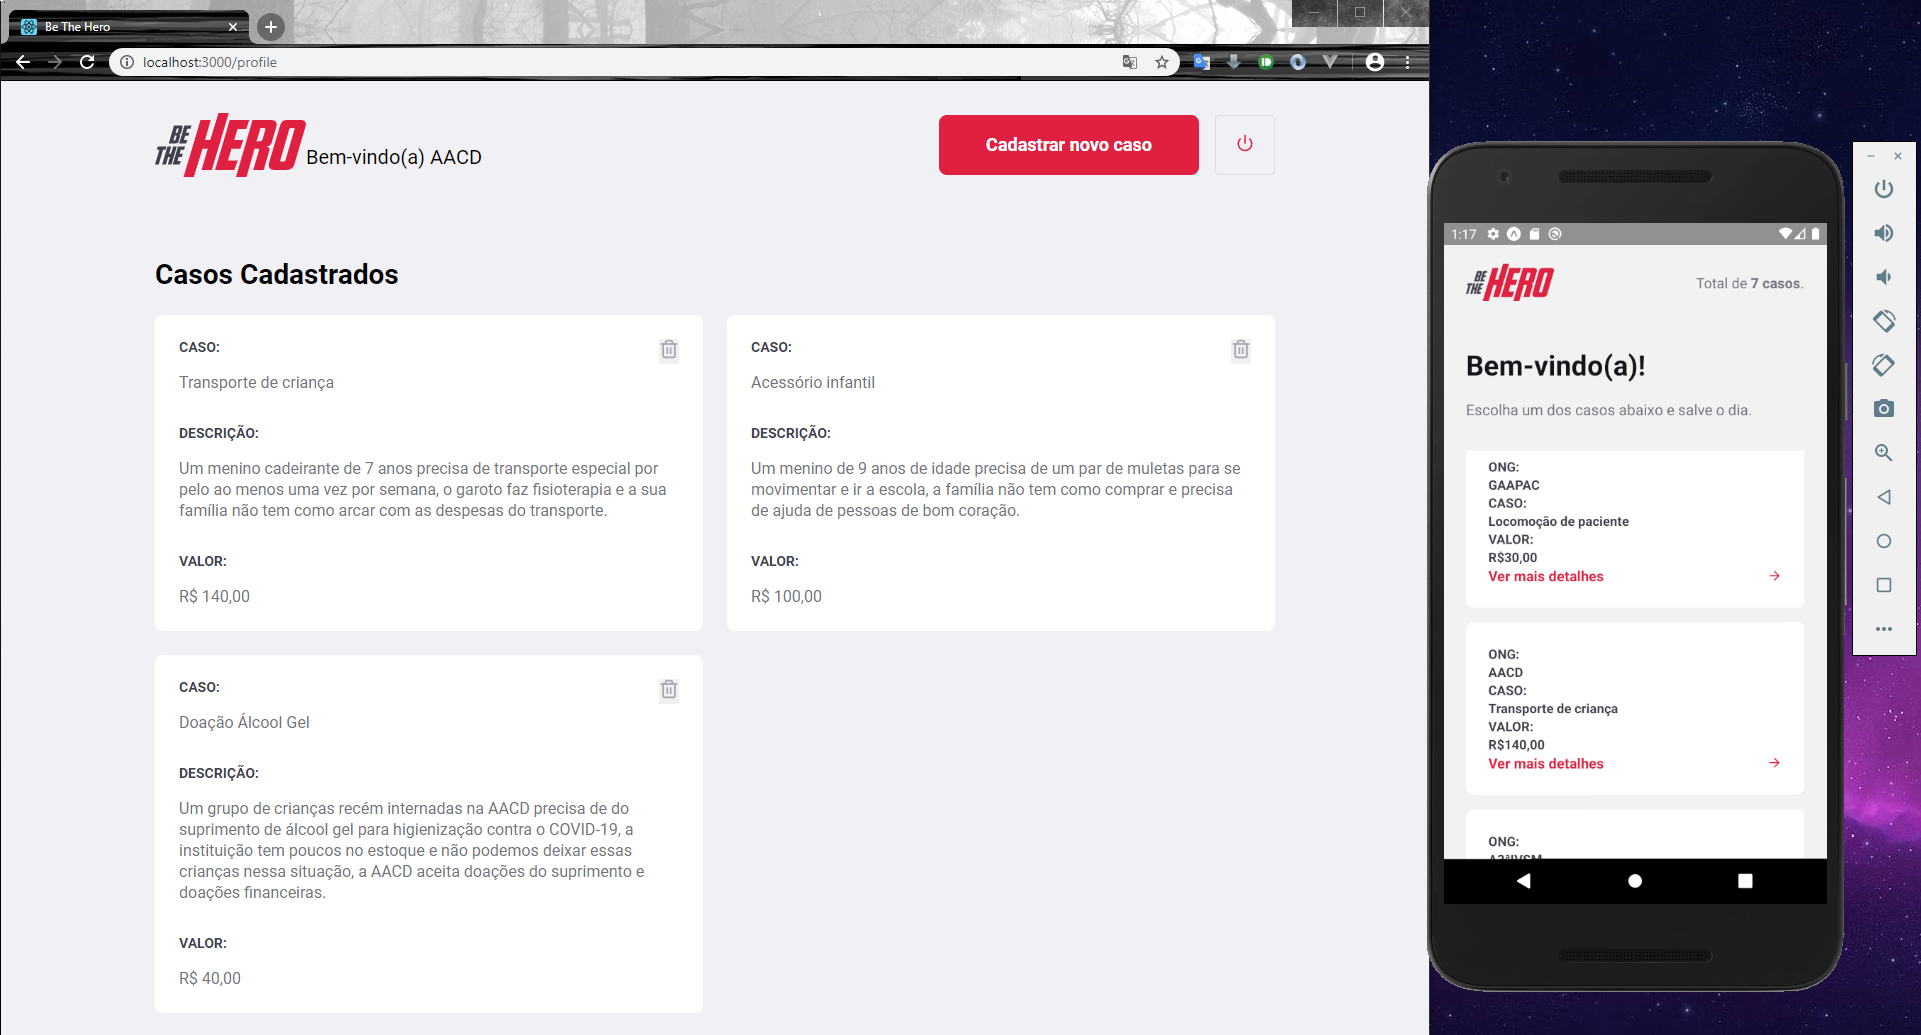 Be The Hero
localhost:3000/profile
BE THE HERO
Bem-vindo(a) AACD
Cadastrar novo caso
Casos Cadastrados
CASO:
Transporte de criança
DESCRIÇÃO:
Um menino cadeirante de 7 anos precisa de transporte especial por
pelo ao menos uma vez por semana, o garoto faz fisioterapia e a sua
família não tem como arcar com as despesas do transporte.
VALOR:
R$ 140,00
CASO:
Acessório infantil
DESCRIÇÃO:
Um menino de 9 anos de idade precisa de um par de muletas para se
movimentar e ir a escola, a família não tem como comprar e precisa
de ajuda de pessoas de bom coração.
VALOR:
R$ 100,00
CASO:
Doação Álcool Gel
DESCRIÇÃO:
Um grupo de crianças recém internadas na AACD precisa de do
suprimento de álcool gel para higienização contra o COVID-19, a
instituição tem poucos no estoque e não podemos deixar essas
crianças nessa situação, a AACD aceita doações do suprimento e
doações financeiras.
VALOR:
R$ 40,00
1:17
BE THE HERO
Total de 7 casos.
Bem-vindo(a)!
Escolha um dos casos abaixo e salve o dia.
ONG:
GAAPAC
CASO:
Locomoção de paciente
VALOR:
R$30,00
Ver mais detalhes
ONG:
AACD
CASO:
Transporte de criança
VALOR:
R$140,00
Ver mais detalhes
ONG: